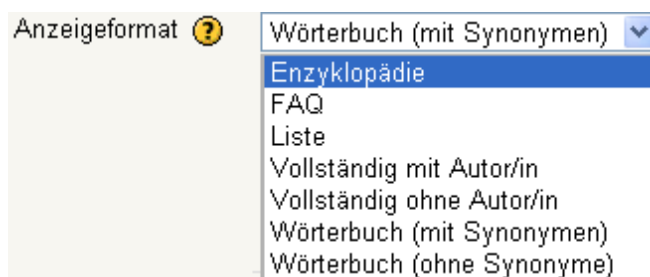 Anzeigeformat ? Wörterbuch (mit Synonymen)
Enzyklopädie
FAQ
Liste
Vollständig mit Autor/in
Vollständig ohne Autor/in
Wörterbuch (mit Synonymen)
Wörterbuch (ohne Synonyme)